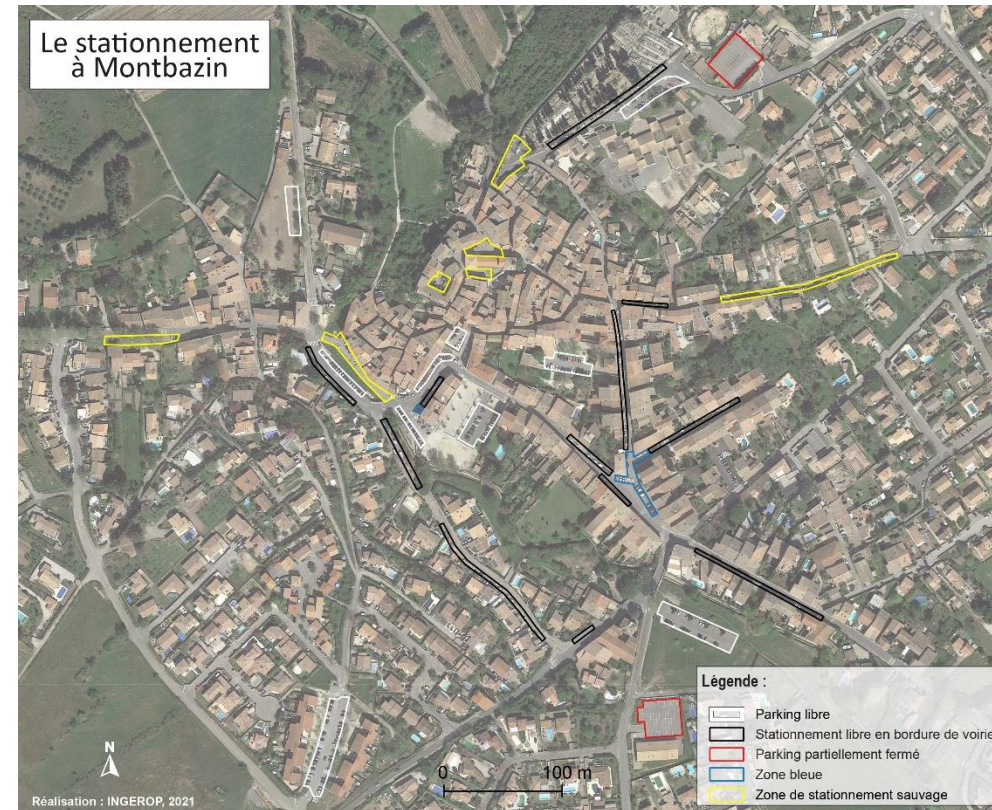 Le stationnement
à Montbazin
Légende :
Parking libre
Stationnement libre en bordure de voirie
Parking partiellement fermé
Zone bleue
Zone de stationnement sauvage
N
0 100 m
Réalisation : INGEROP, 2021